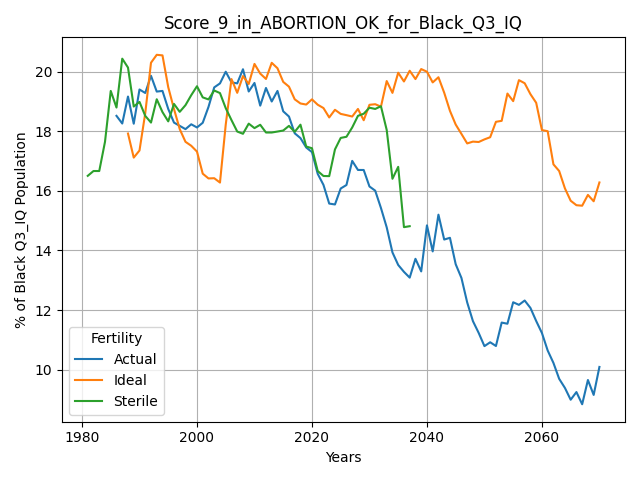 Score_9_in_ABORTION_OK_for_Black_Q3_IQ
% of Black Q3_IQ Population
20
18
16
14
12
10
Fertility
Actual
Ideal
Sterile
1980
2000
2020
2040
2060
Years